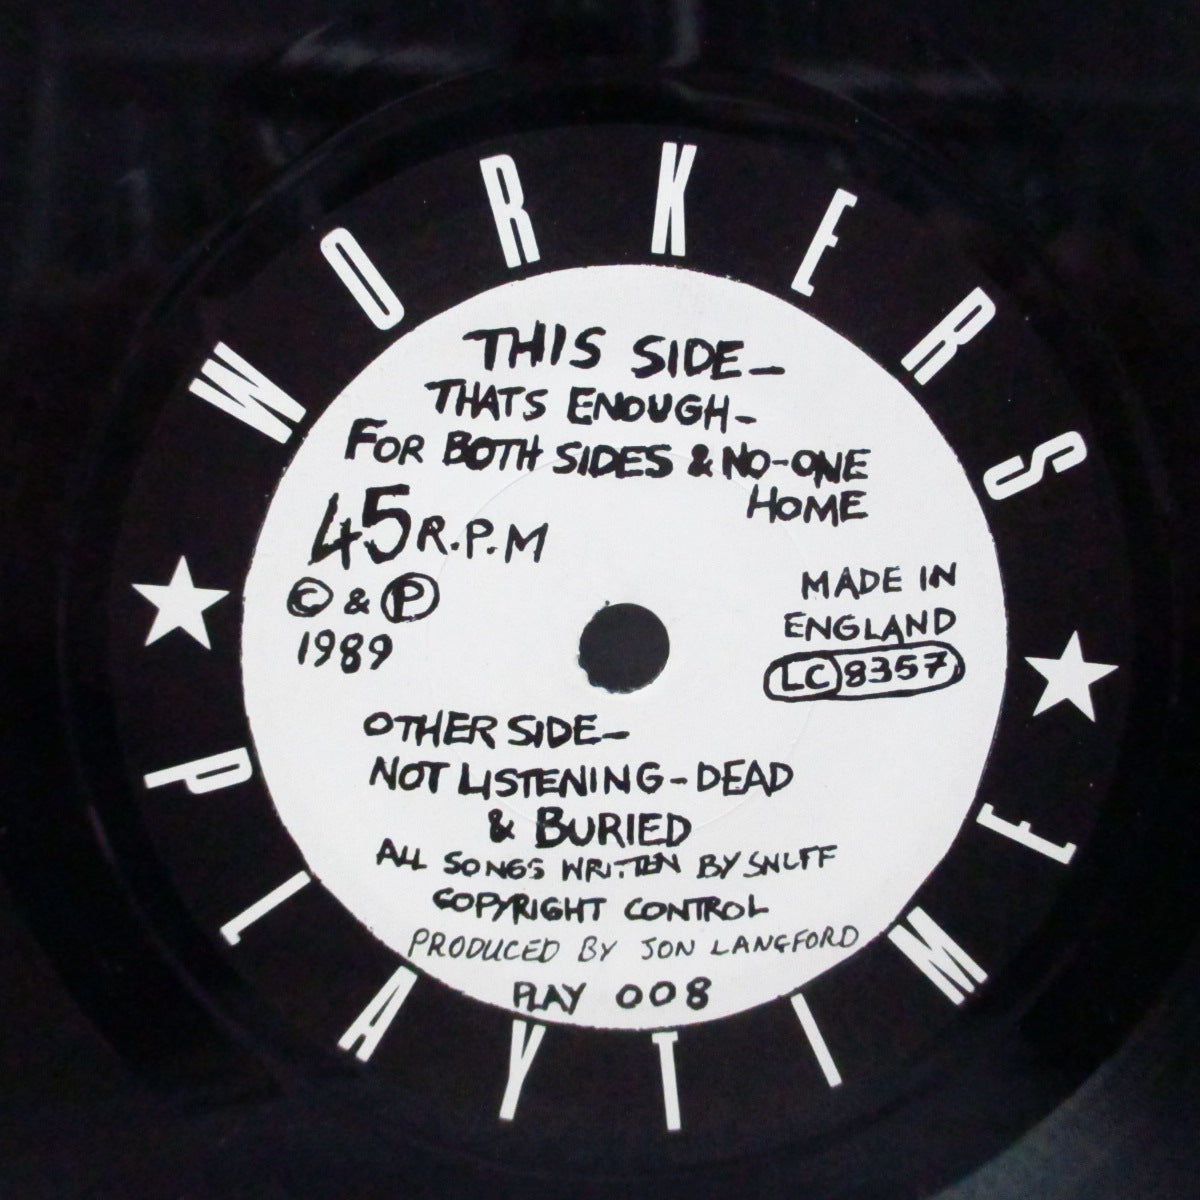 WORKERS
THIS SIDE–
THATS ENOUGH–
FOR BOTH SIDES & NO-ONE
HOME
45 R.P.M
© & Ⓟ
1989
MADE IN
ENGLAND
LC 8357
OTHER SIDE–
NOT LISTENING–DEAD
& BURIED
ALL SONGS WRITTEN BY SNUFF
COPYRIGHT CONTROL
PRODUCED BY JON LANGFORD
PLAY 008
PLAYTIME